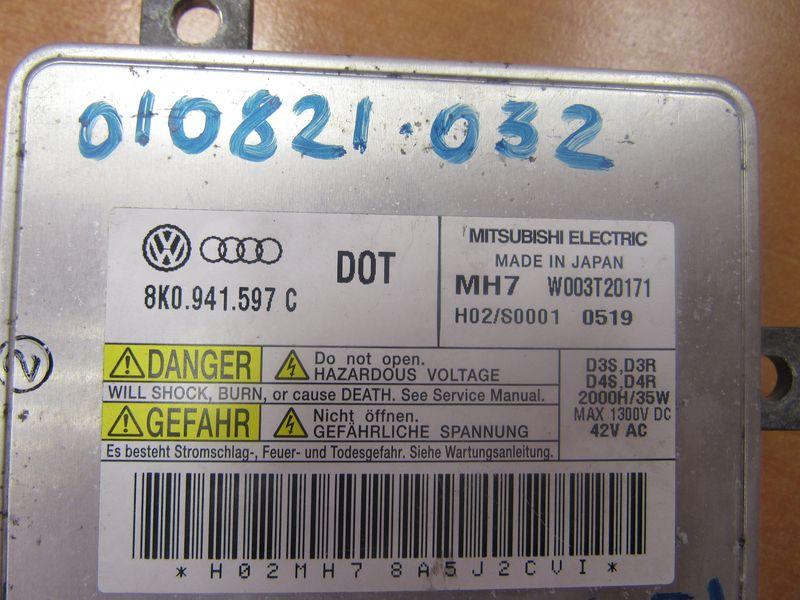 010821-032
8K0.941.597 C
DOT
MITSUBISHI ELECTRIC
MADE IN JAPAN
MH7 W003T20171
H02/S0001 0519
DANGER
Do not open.
HAZARDOUS VOLTAGE
WILL SHOCK, BURN, or cause DEATH. See Service Manual.
GEFAHR
Nicht öffnen.
GEFÄHRLICHE SPANNUNG
Es besteht Stromschlag-, Feuer- und Todesgefahr. Siehe Wartungsanleitung.
D3S,D3R
D4S,D4R
2000H/35W
MAX 1300V DC
42V AC
*H02MH78A5J2CVI*